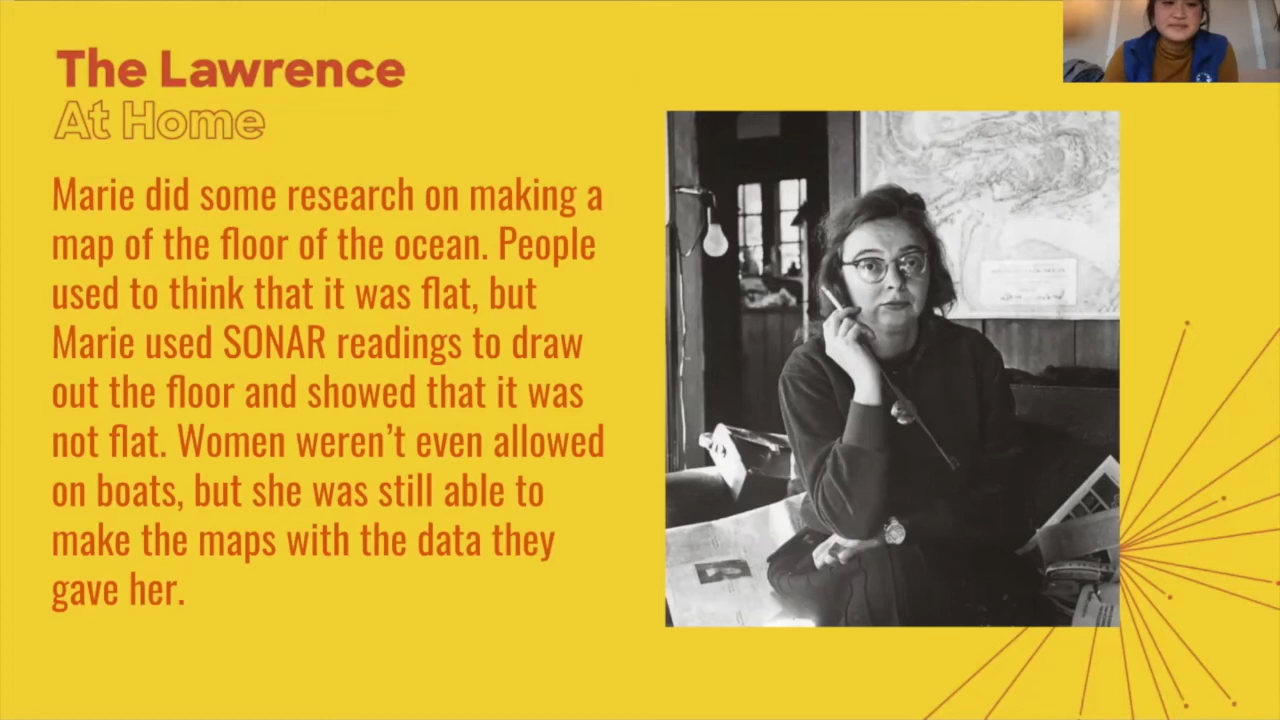 The Lawrence
At Home
Marie did some research on making a
map of the floor of the ocean. People
used to think that it was flat, but
Marie used SONAR readings to draw
out the floor and showed that it was
not flat. Women weren’t even allowed
on boats, but she was still able to
make the maps with the data they
gave her.